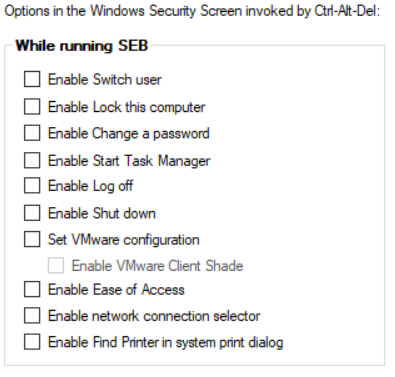 Options in the Windows Security Screen invoked by Ctrl-Alt-Del:
While running SEB
Enable Switch user
Enable Lock this computer
Enable Change a password
Enable Start Task Manager
Enable Log off
Enable Shut down
Set VMware configuration
Enable VMware Client Shade
Enable Ease of Access
Enable network connection selector
Enable Find Printer in system print dialog